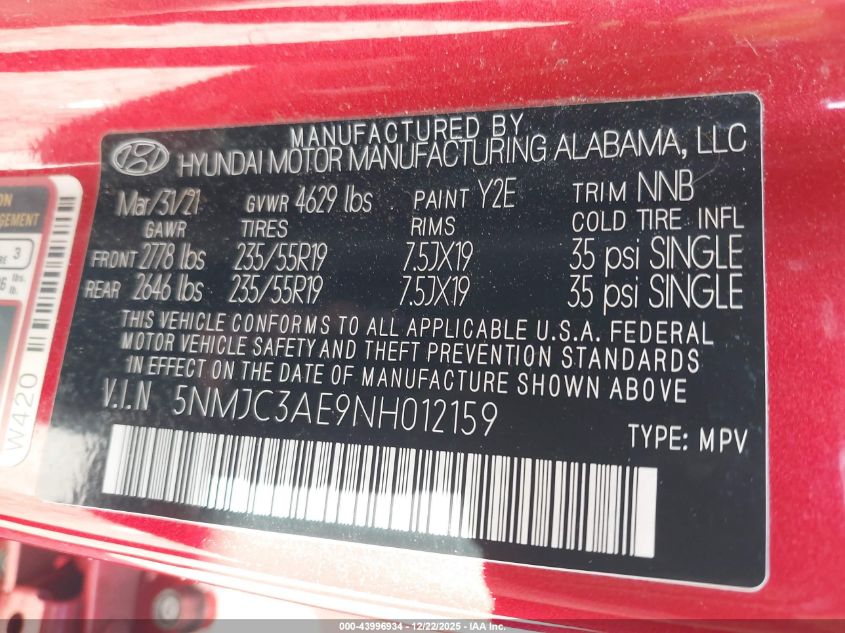 MANUFACTURED BY
HYUNDAI MOTOR MANUFACTURING ALABAMA, LLC
Mar/31/21 GVWR 4629 lbs PAINT Y2E TRIM NNB
GAWR TIRES RIMS COLD TIRE INFL
FRONT 2778 lbs 235/55R19 7.5JX19 35 psi SINGLE
REAR 2646 lbs 235/55R19 7.5JX19 35 psi SINGLE
THIS VEHICLE CONFORMS TO ALL APPLICABLE U.S.A. FEDERAL
MOTOR VEHICLE SAFETY AND THEFT PREVENTION STANDARDS
IN EFFECT ON THE DATE OF MANUFACTURE SHOWN ABOVE
V.I.N 5NMJC3AE9NH012159
TYPE: MPV
W420
3
lbs.
lb.
000-43996934 - 12/22/2025 - IAA Inc.